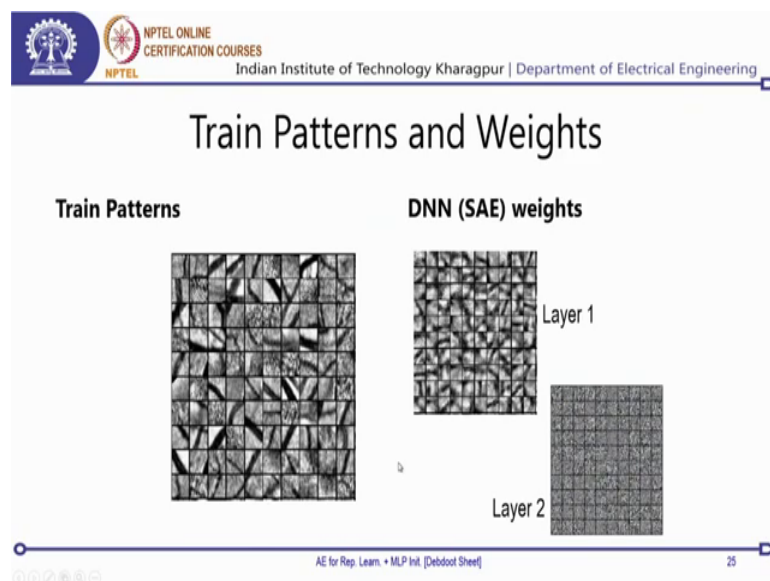 NPTEL ONLINE
CERTIFICATION COURSES
NPTEL
Indian Institute of Technology Kharagpur | Department of Electrical Engineering
Train Patterns and Weights
Train Patterns
DNN (SAE) weights
Layer 1
Layer 2
AE for Rep. Learn. + MLP Init. [Debdoot Sheet]
25